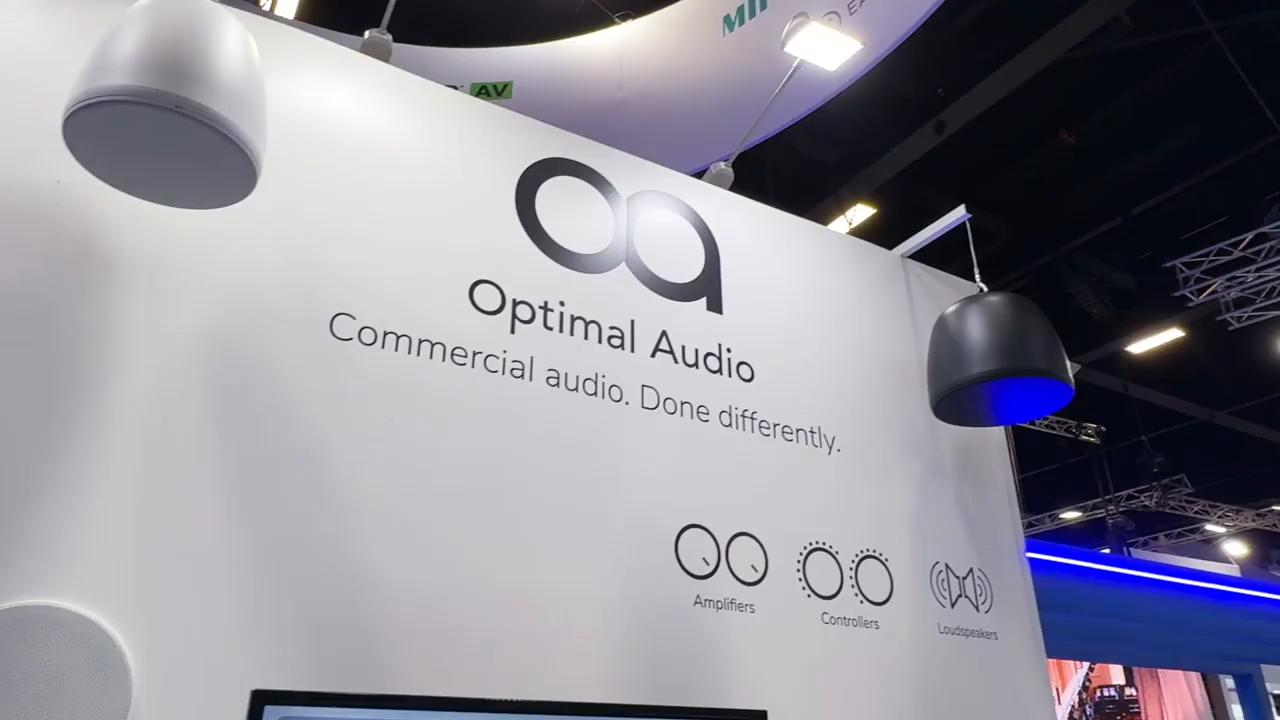 AV
Optimal Audio
Commercial audio. Done differently.
Amplifiers
Controllers
Loudspeakers